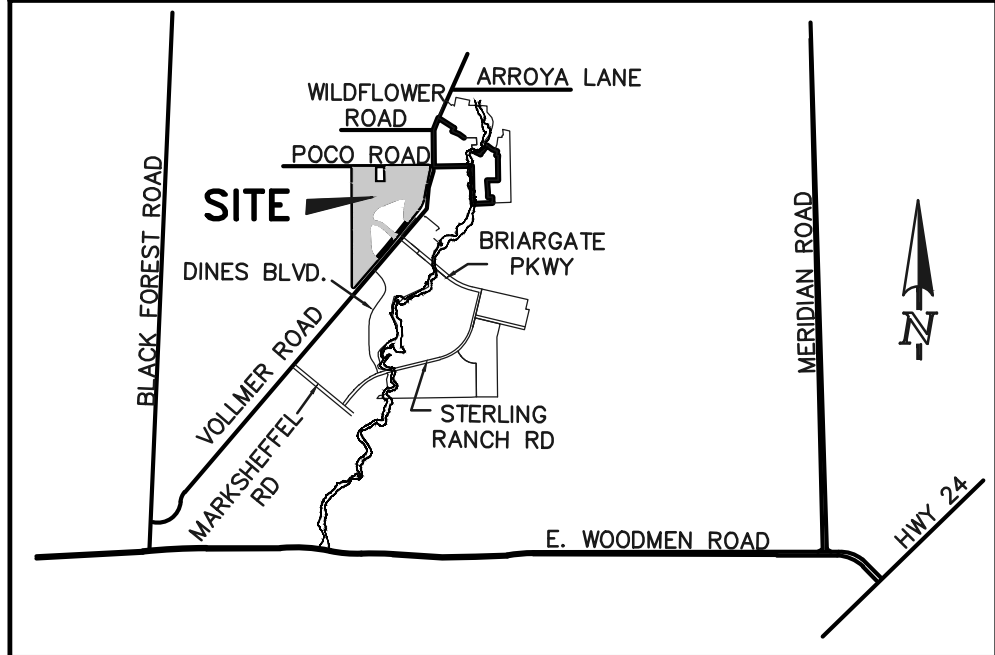 ARROYA LANE
WILDFLOWER
ROAD
POCO ROAD
SITE
BRIARGATE
PKWY
DINES BLVD.
BLACK FOREST ROAD
MERIDIAN ROAD
N
VOLLMER ROAD
STERLING
RANCH RD
MARKSHEFFEL
RD
HWY 24
E. WOODMEN ROAD